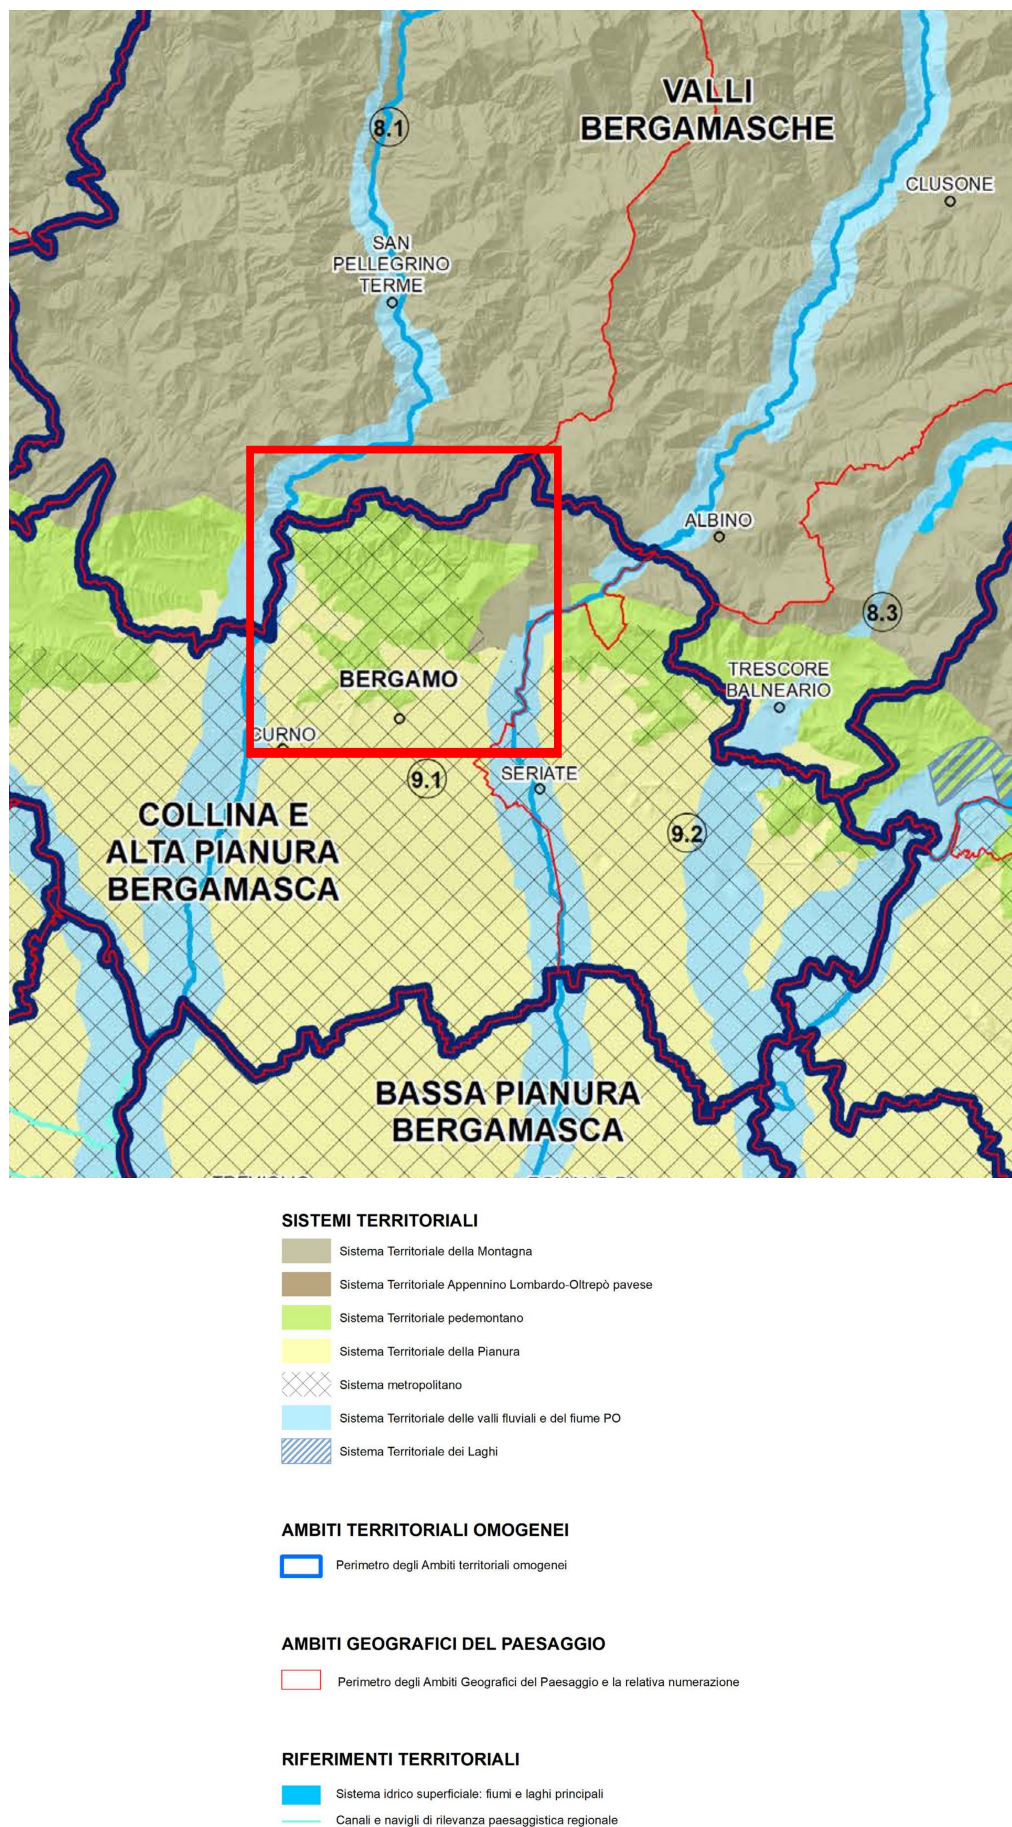 VALLI
BERGAMASCHE
8.1
CLUSONE
SAN
PELLEGRINO
TERME
ALBINO
8.3
TRESCORE
BALNEARIO
BERGAMO
CURNO
9.1
SERIATE
COLLINA E
ALTA PIANURA
BERGAMASCA
9.2
BASSA PIANURA
BERGAMASCA
SISTEMI TERRITORIALI
Sistema Territoriale della Montagna
Sistema Territoriale Appennino Lombardo-Oltrepò pavese
Sistema Territoriale pedemontano
Sistema Territoriale della Pianura
Sistema metropolitano
Sistema Territoriale delle valli fluviali e del fiume PO
Sistema Territoriale dei Laghi
AMBITI TERRITORIALI OMOGENEI
Perimetro degli Ambiti territoriali omogenei
AMBITI GEOGRAFICI DEL PAESAGGIO
Perimetro degli Ambiti Geografici del Paesaggio e la relativa numerazione
RIFERIMENTI TERRITORIALI
Sistema idrico superficiale: fiumi e laghi principali
Canali e navigli di rilevanza paesaggistica regionale